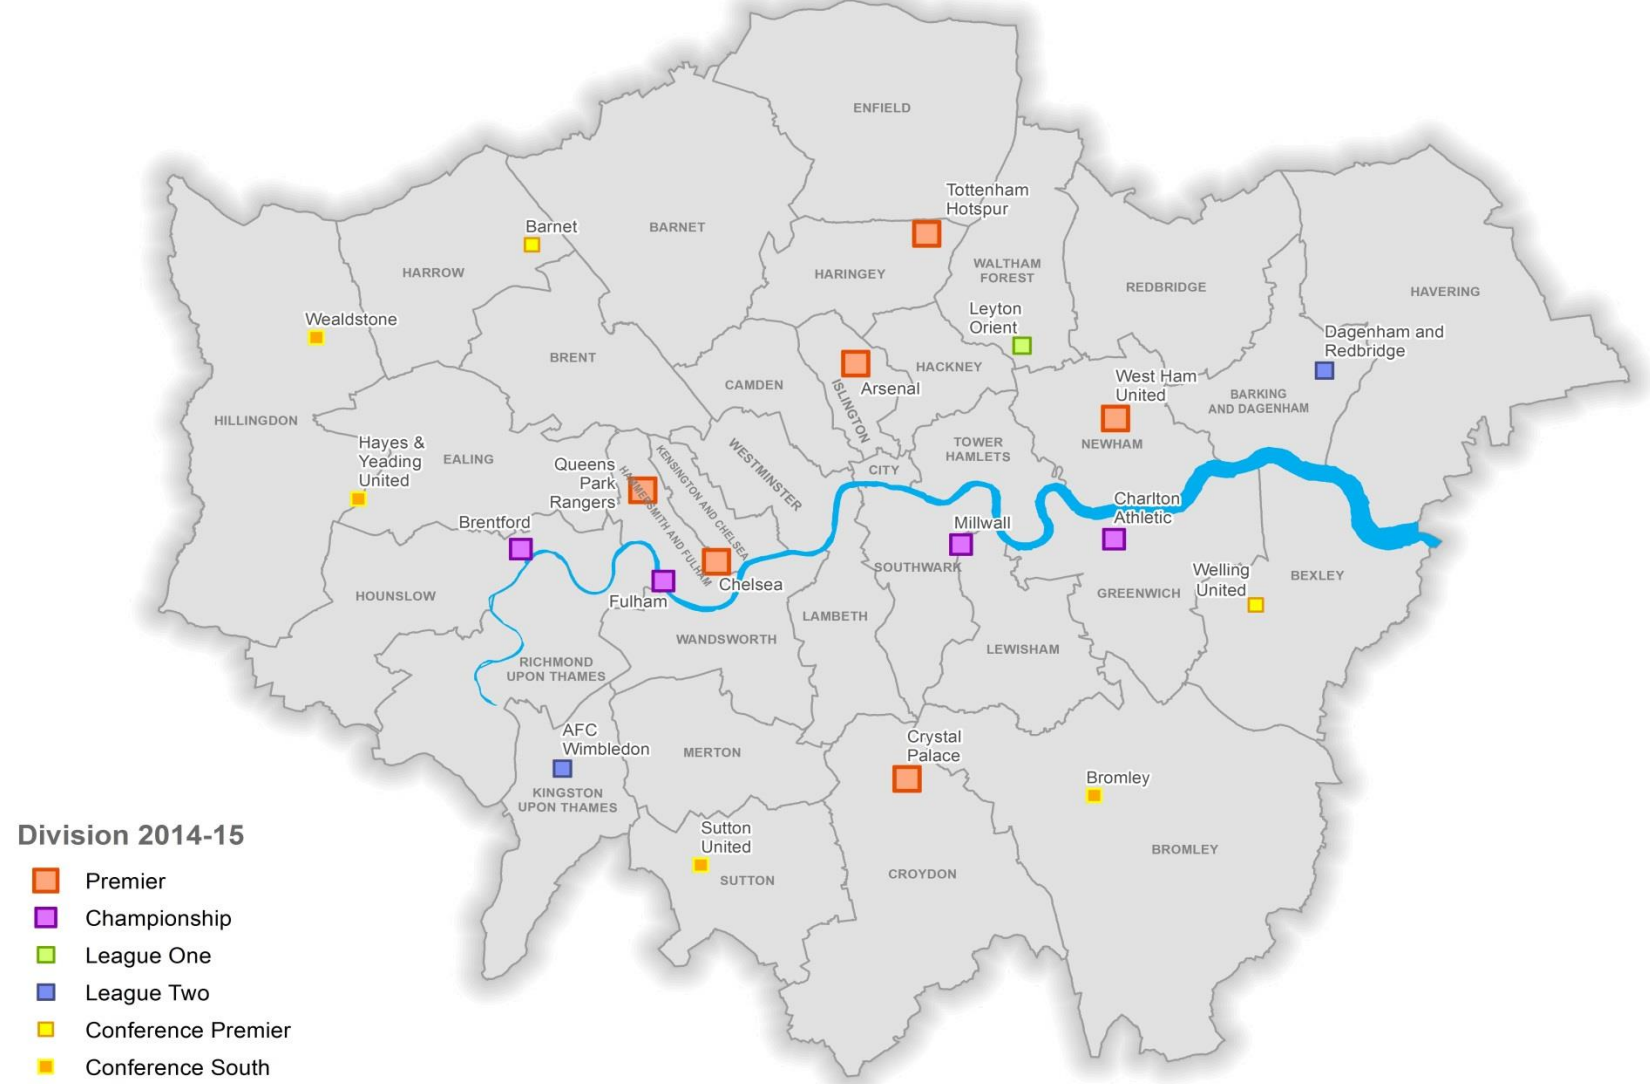 ENFIELD
Tottenham
Hotspur
BARNET
Barnet
HARROW
HARINGEY
WALTHAM
FOREST
REDBRIDGE
HAVERING
Wealdstone
Leyton
Orient
Dagenham and
Redbridge
BRENT
CAMDEN
ISLINGTON
Arsenal
HACKNEY
West Ham
United
NEWHAM
BARKING
AND DAGENHAM
HILLINGDON
Hayes &
Yeading
United
EALING
Queens
Park
Rangers
HAMMERSMITH AND FULHAM
KENSINGTON AND CHELSEA
WESTMINSTER
CITY
TOWER
HAMLETS
Brentford
Millwall
Charlton
Athletic
HOUNSLOW
Fulham
Chelsea
SOUTHWARK
Welling
United
BEXLEY
GREENWICH
LAMBETH
WANDSWORTH
LEWISHAM
RICHMOND
UPON THAMES
AFC
Wimbledon
KINGSTON
UPON THAMES
MERTON
Crystal
Palace
Bromley
BROMLEY
Sutton
United
SUTTON
CROYDON
Division 2014-15
Premier
Championship
League One
League Two
Conference Premier
Conference South